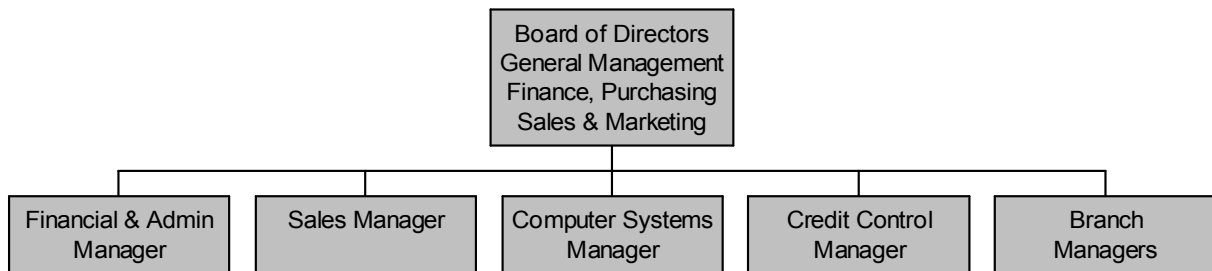 Board of Directors
General Management
Finance, Purchasing
Sales & Marketing
Financial & Admin
Manager
Sales Manager
Computer Systems
Manager
Credit Control
Manager
Branch
Managers